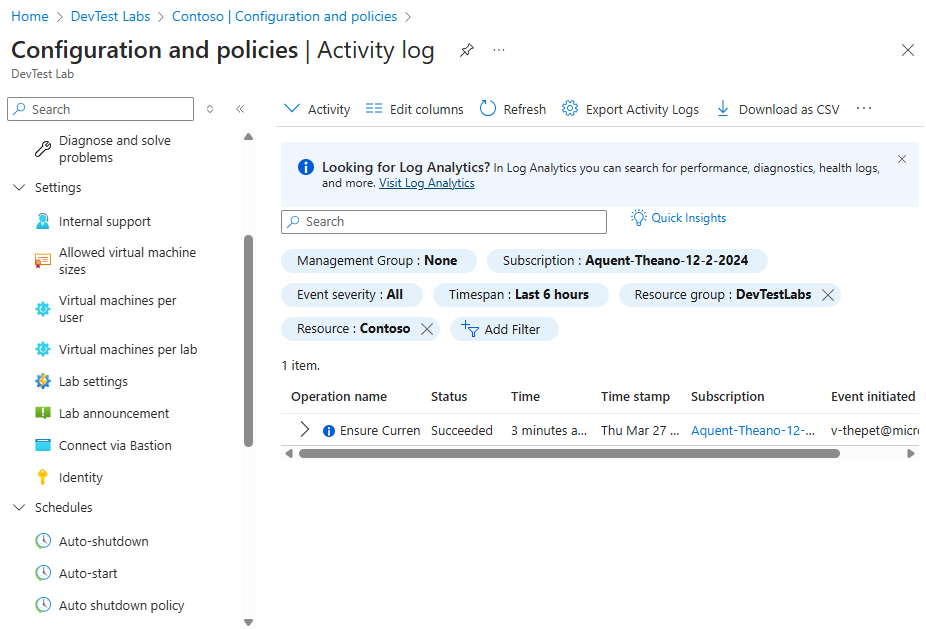 Home > DevTest Labs > Contoso | Configuration and policies >
Configuration and policies | Activity log
DevTest Lab
Search
Diagnose and solve
problems
Settings
Internal support
Allowed virtual machine
sizes
Virtual machines per
user
Virtual machines per lab
Lab settings
Lab announcement
Connect via Bastion
Identity
Schedules
Auto-shutdown
Auto-start
Auto shutdown policy
Activity Edit columns Refresh Export Activity Logs Download as CSV ...
Looking for Log Analytics? In Log Analytics you can search for performance, diagnostics, health logs,
and more. Visit Log Analytics
Search Quick Insights
Management Group : None Subscription : Aquent-Theano-12-2-2024
Event severity : All Timespan : Last 6 hours Resource group : DevTestLabs
Resource : Contoso Add Filter
1 item.
Operation name Status Time Time stamp Subscription Event initiated
Ensure Curren Succeeded 3 minutes a... Thu Mar 27 ... Aquent-Theano-12-... v-thepet@micr